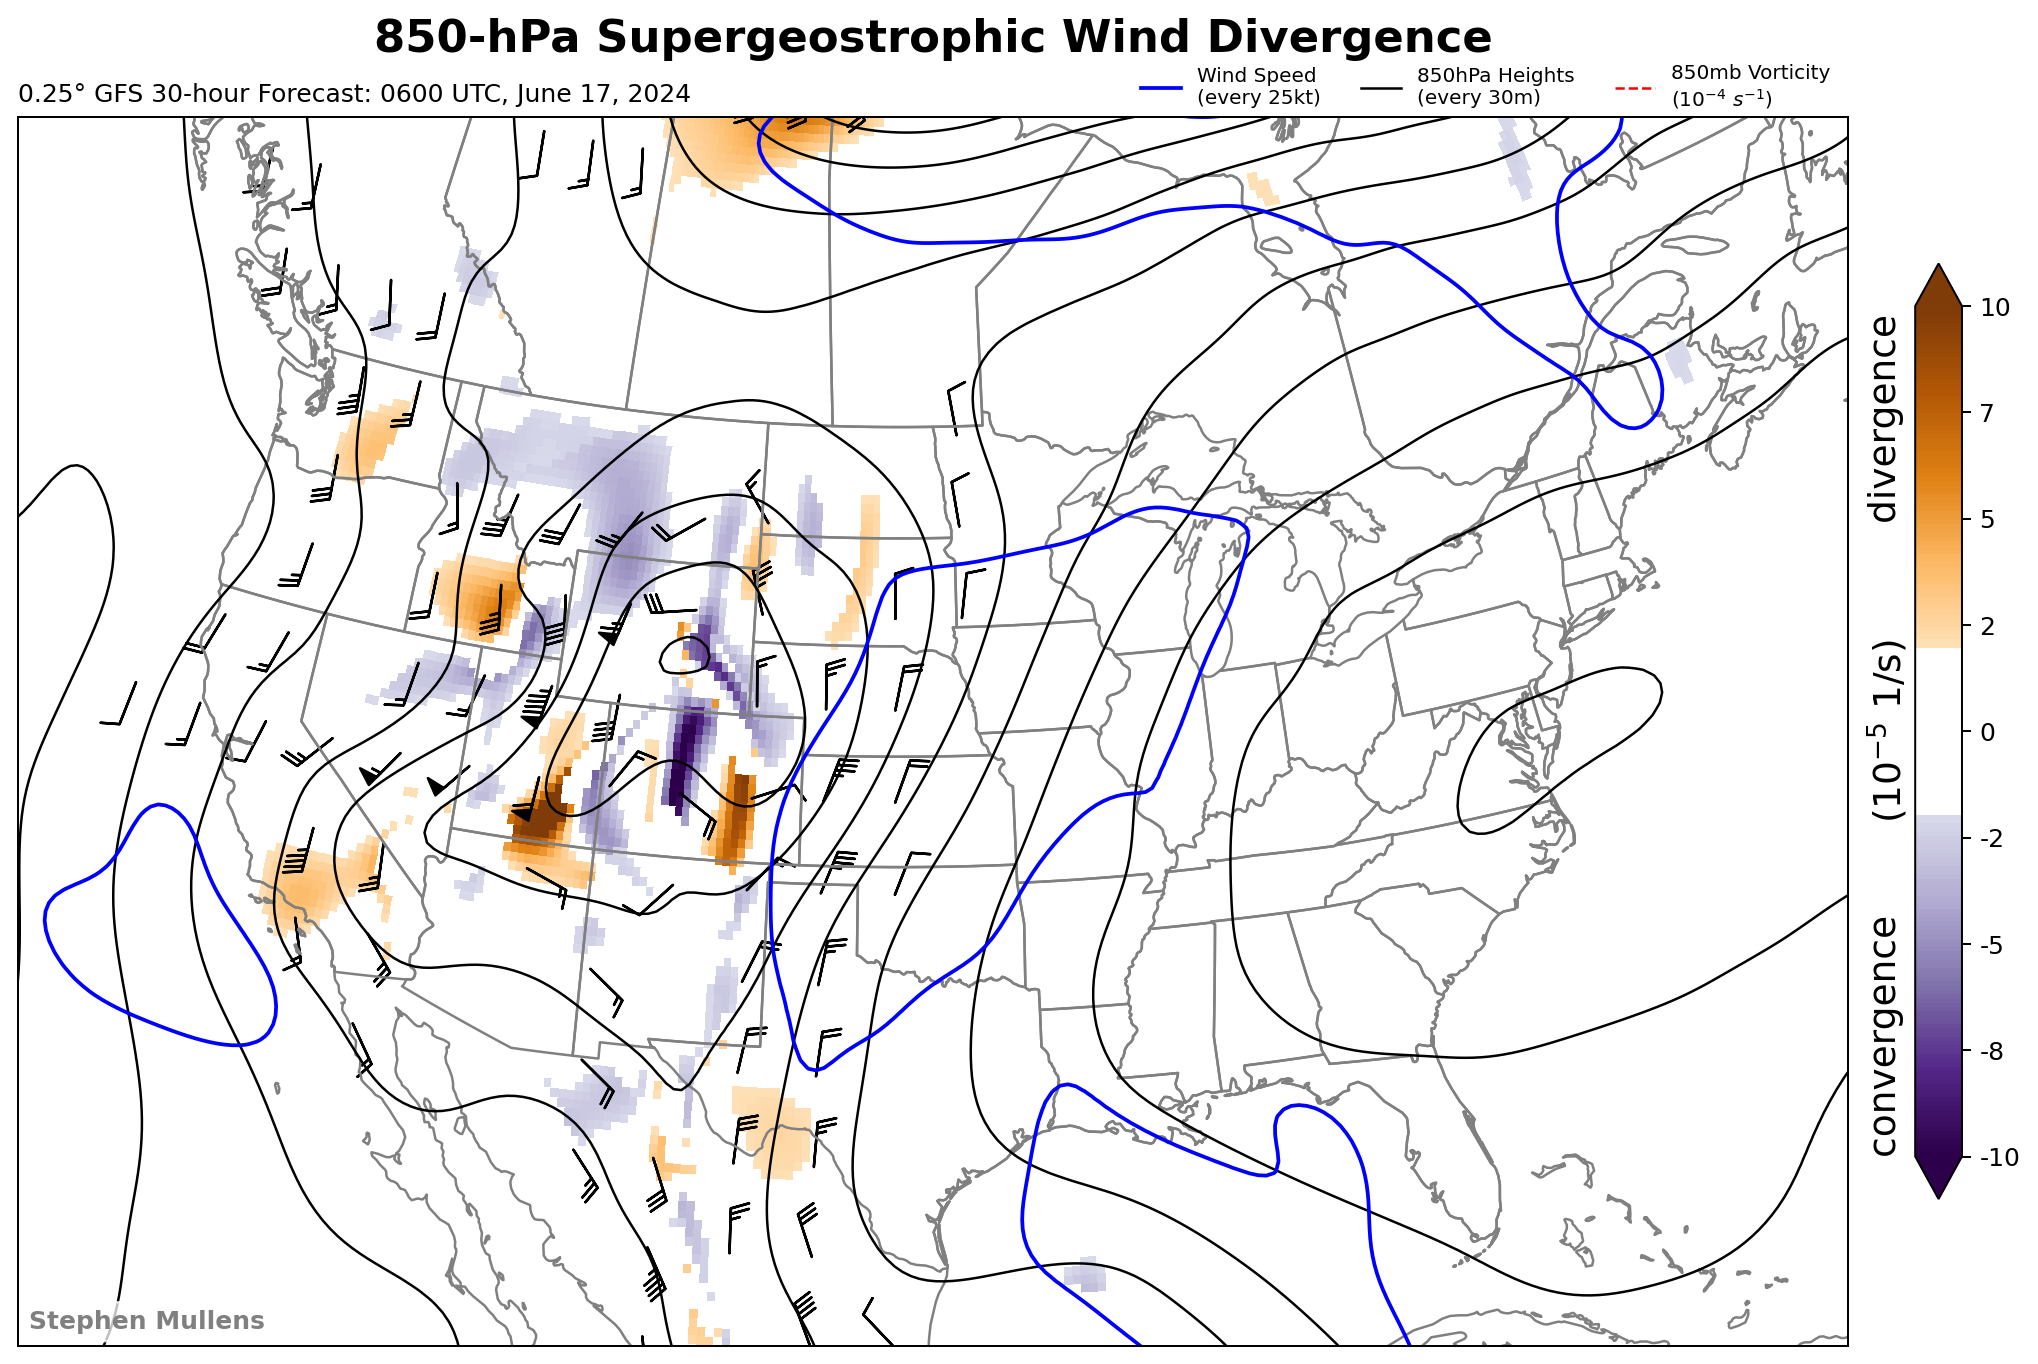 850-hPa Supergeostrophic Wind Divergence
0.25° GFS 30-hour Forecast: 0600 UTC, June 17, 2024
Wind Speed
(every 25kt)
850hPa Heights
(every 30m)
850mb Vorticity
(10⁻⁴ s⁻¹)
10
7
5
2
0
-2
-5
-8
-10
convergence (10⁻⁵ 1/s) divergence
Stephen Mullens